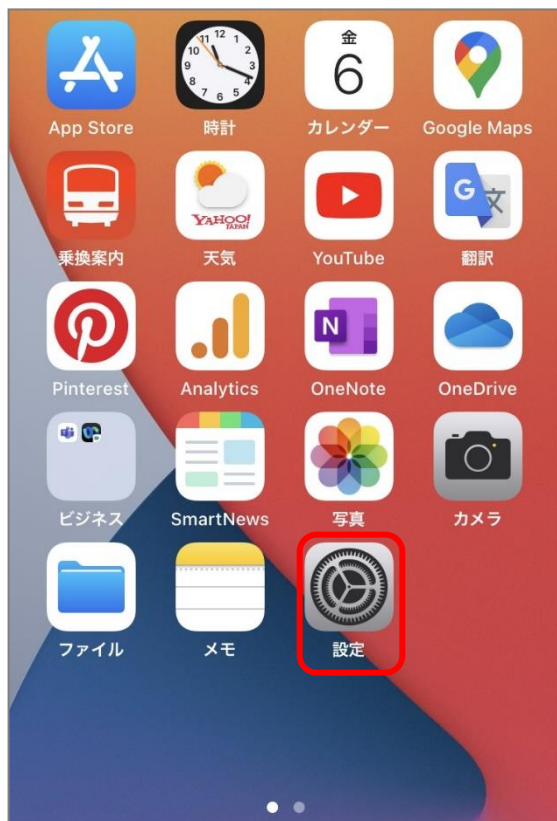 金
6
App Store
時計
カレンダー
Google Maps
YAHOO!
JAPAN
G
文
乗換案内
天気
YouTube
翻訳
N
Pinterest
Analytics
OneNote
OneDrive
ビジネス
SmartNews
写真
カメラ
ファイル
メモ
設定